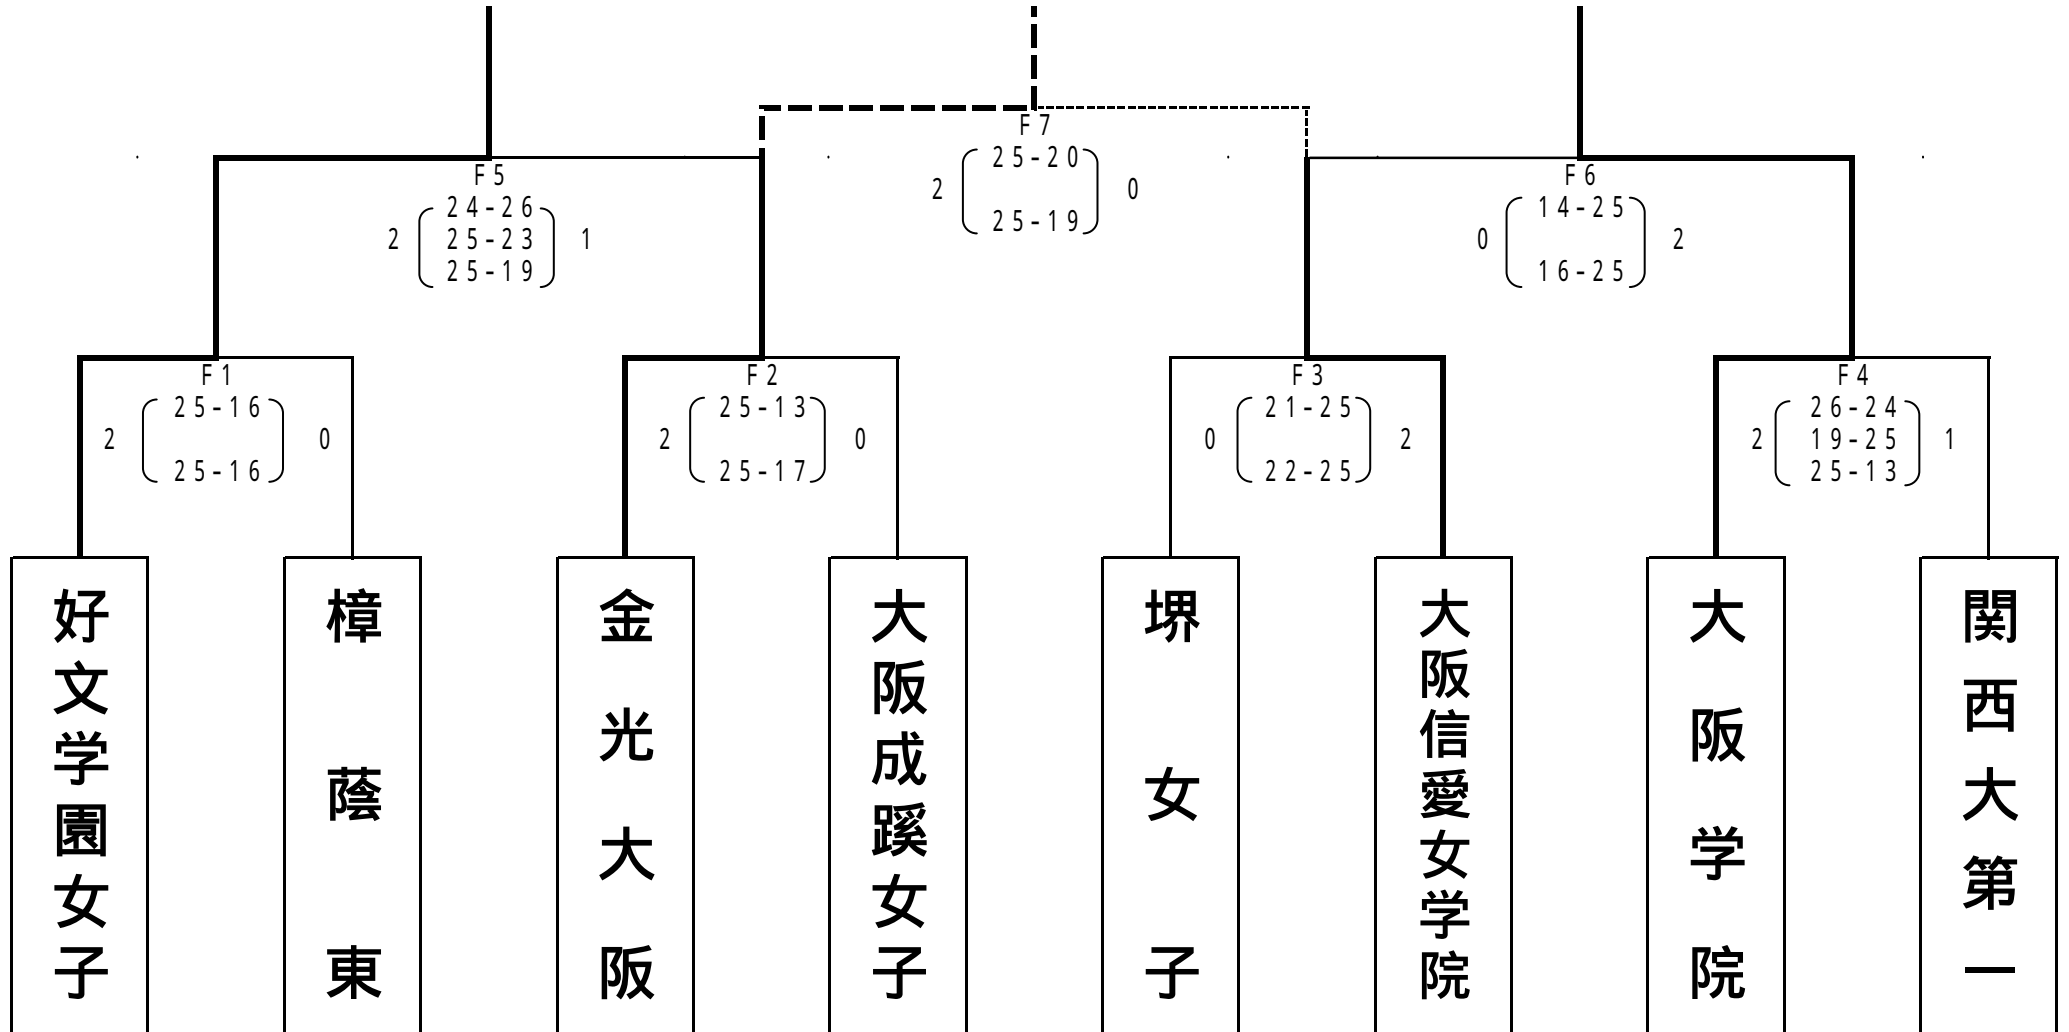 F7
2 25-20 0
25-19
F5
24-26
2 25-23 1
25-19
F6
14-25
0 2
16-25
F1
25-16
2 0
25-16
F2
25-13
2 0
25-17
F3
21-25
0 2
22-25
F4
26-24
2 19-25 1
25-13
好文学園女子
樟蔭東
金光大阪
大阪成蹊女子
堺女子
大阪信愛女学院
大阪学院
関西大第一